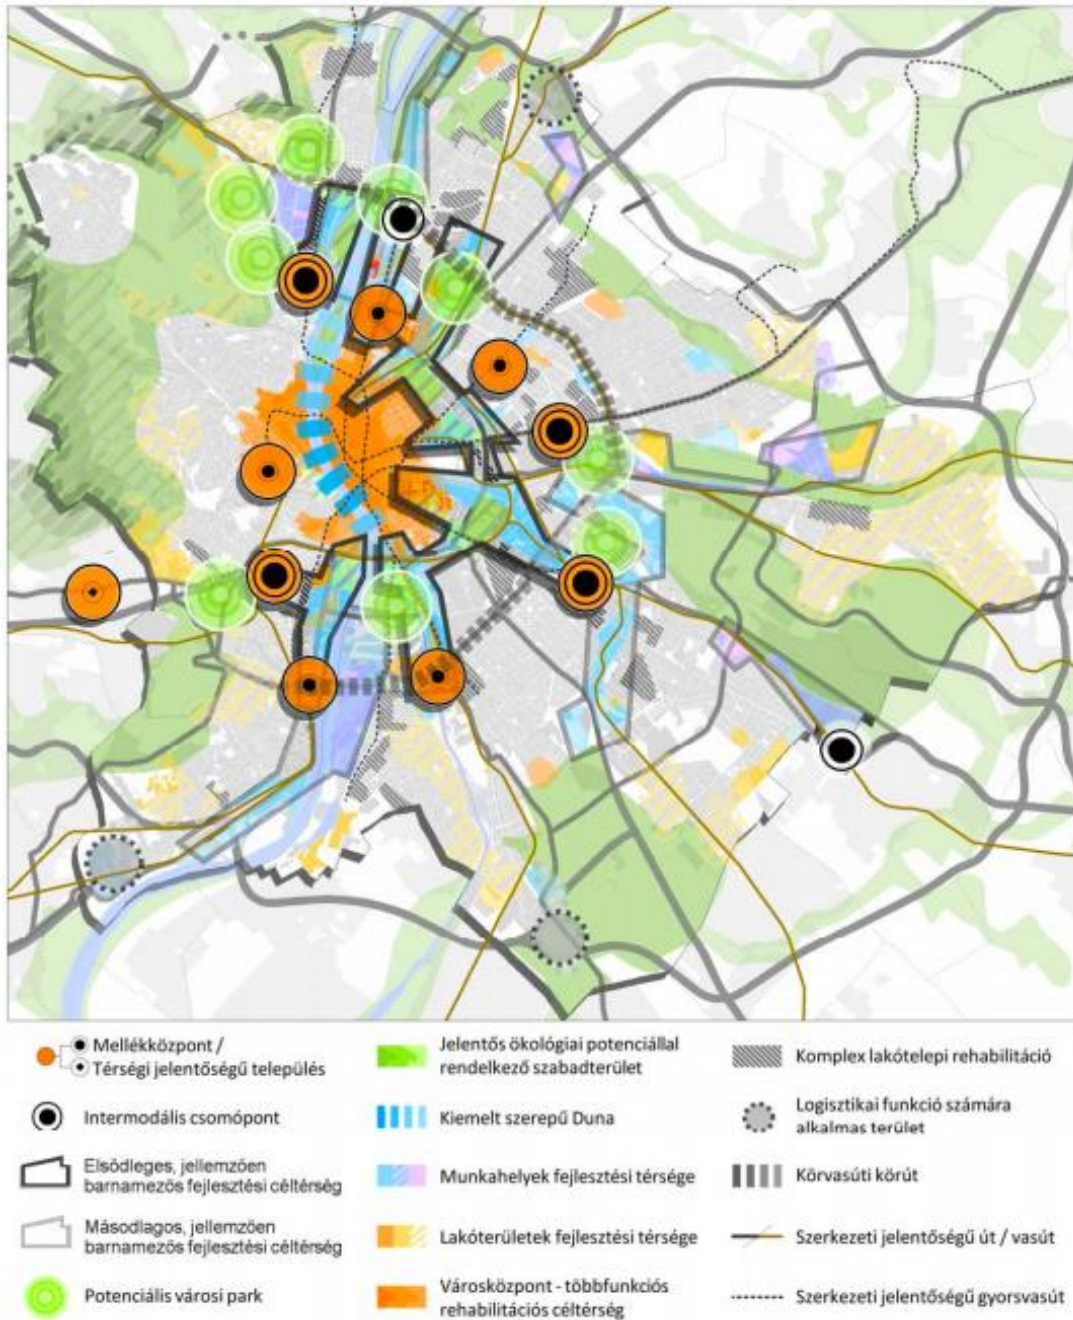 Mellékközpont /
Térségi jelentőségű település
Intermodális csomópont
Elsődleges, jellemzően
barnamezős fejlesztési céltérség
Másodlagos, jellemzően
barnamezős fejlesztési céltérség
Potenciális városi park
Jelentős ökológiai potenciállal
rendelkező szabadterület
Kiemelt szerepű Duna
Munkahelyek fejlesztési térsége
Lakóterületek fejlesztési térsége
Városközpont - többfunkciós
rehabilitációs céltérség
Komplex lakótelepi rehabilitáció
Logisztikai funkció számára
alkalmas terület
Körvasúti körút
Szerkezeti jelentőségű út / vasút
Szerkezeti jelentőségű gyorsvasút